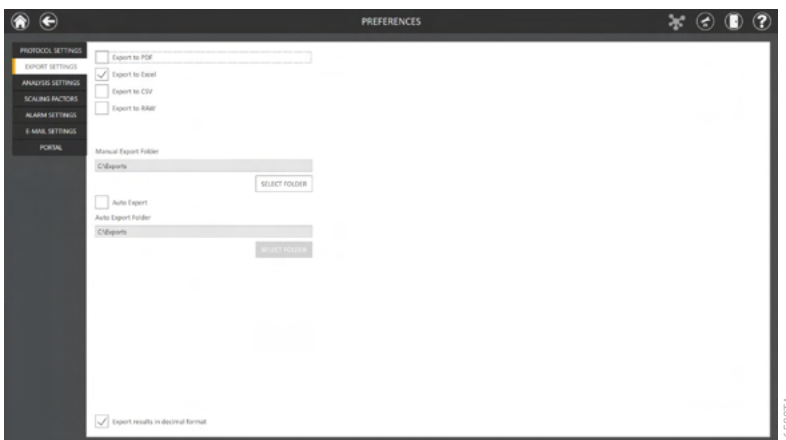 PREFERENCES
?
PROTOCOL SETTINGS
EXPORT SETTINGS
ANALYSIS SETTINGS
SCALING FACTORS
ALARM SETTINGS
E-MAIL SETTINGS
PORTAL
Export to PDF
Export to Excel
Export to CSV
Export to RAW
Manual Export Folder
C:\Exports
SELECT FOLDER
Auto Export
Auto Export Folder
C:\Exports
SELECT FOLDER
Export results in decimal format